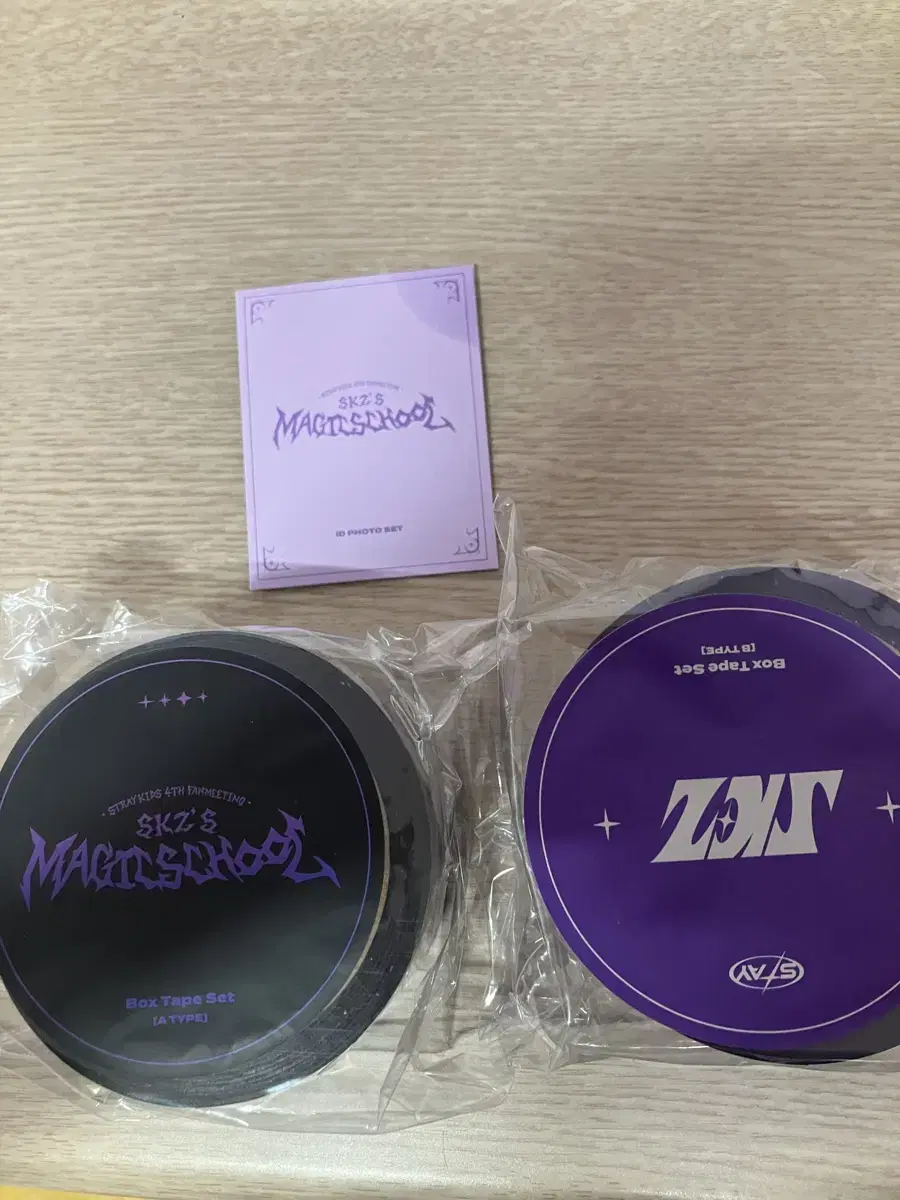 SKZ'S
MAGIC SCHOOL
ID PHOTO SET
· STRAY KIDS 4TH FANMEETING ·
SKZ'S
MAGIC SCHOOL
Box Tape Set
[A TYPE]
Box Tape Set
[B TYPE]
SKZ
STAY